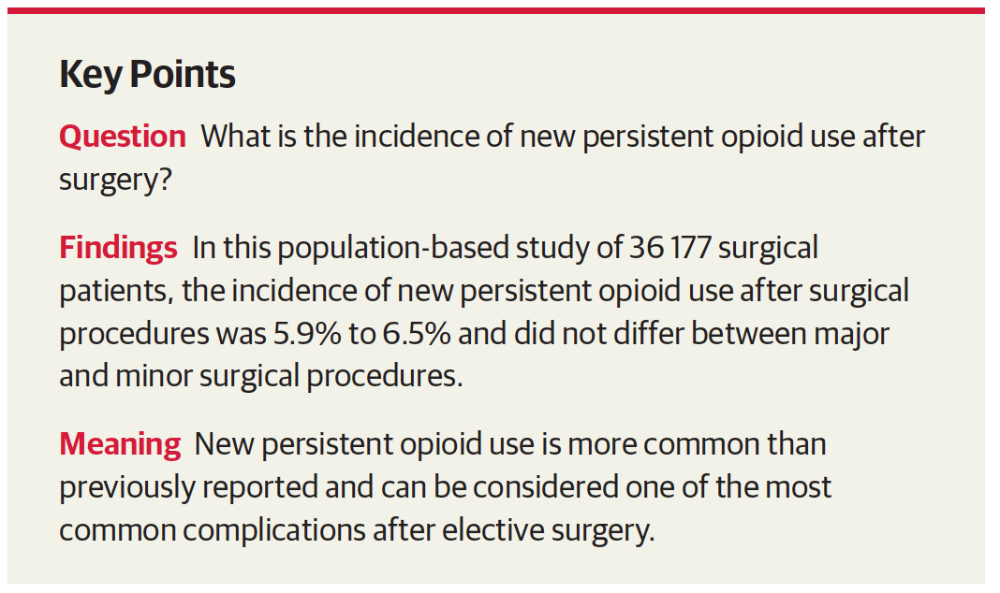 Key Points
Question What is the incidence of new persistent opioid use after
surgery?
Findings In this population-based study of 36 177 surgical
patients, the incidence of new persistent opioid use after surgical
procedures was 5.9% to 6.5% and did not differ between major
and minor surgical procedures.
Meaning New persistent opioid use is more common than
previously reported and can be considered one of the most
common complications after elective surgery.